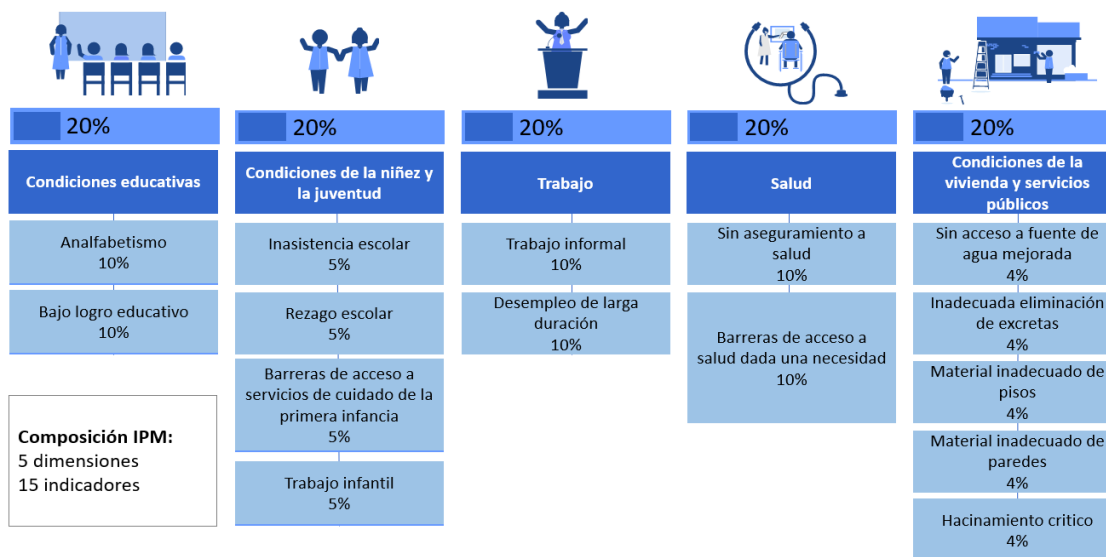 20%
Condiciones educativas
Analfabetismo
10%
Bajo logro educativo
10%
20%
Condiciones de la niñez y
la juventud
Inasistencia escolar
5%
Rezago escolar
5%
Barreras de acceso a
servicios de cuidado de la
primera infancia
5%
Trabajo infantil
5%
20%
Trabajo
Trabajo informal
10%
Desempleo de larga
duración
10%
20%
Salud
Sin aseguramiento a
salud
10%
Barreras de acceso a
salud dada una necesidad
10%
20%
Condiciones de la
vivienda y servicios
públicos
Sin acceso a fuente de
agua mejorada
4%
Inadecuada eliminación
de excretas
4%
Material inadecuado de
pisos
4%
Material inadecuado de
paredes
4%
Hacinamiento critico
4%
Composición IPM:
5 dimensiones
15 indicadores